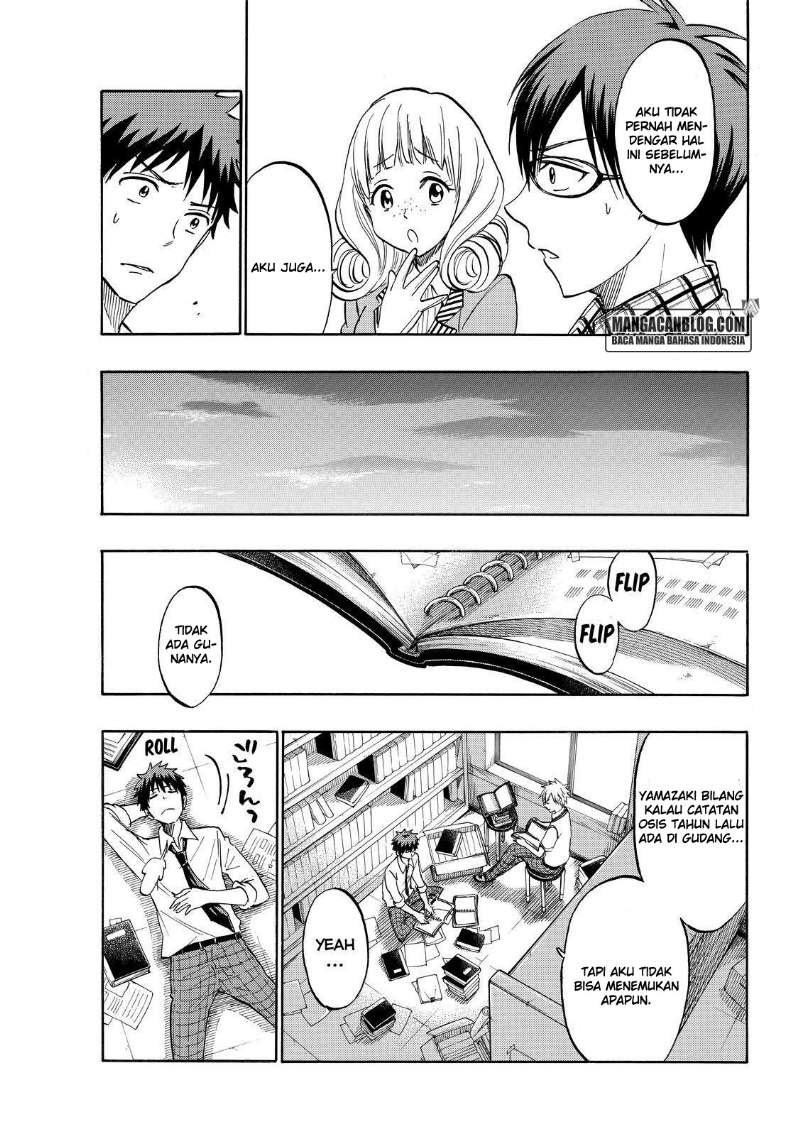 AKU TIDAK
PERNAH MEN-
DENGAR HAL
INI SEBELUM-
NYA...
AKU JUGA...
MANGACANBLOG.COM
BACA MANGA BAHASA INDONESIA
FLIP
FLIP
TIDAK
ADA GU-
NANYA.
YAMAZAKI BILANG
KALAU CATATAN
OSIS TAHUN LALU
ADA DI GUDANG...
TAPI AKU TIDAK
BISA MENEMUKAN
APAPUN.
YEAH
...
ROLL
ごろんっ